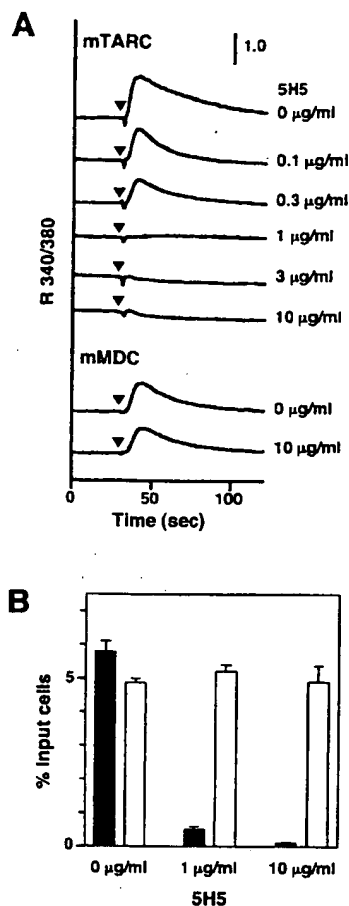 A
mTARC
1.0
5H5
0 μg/ml
0.1 μg/ml
0.3 μg/ml
1 μg/ml
3 μg/ml
10 μg/ml
R 340/380
mMDC
0 μg/ml
10 μg/ml
0 50 100
Time (sec)
B
% Input cells
5
0
0 μg/ml 1 μg/ml 10 μg/ml
5H5